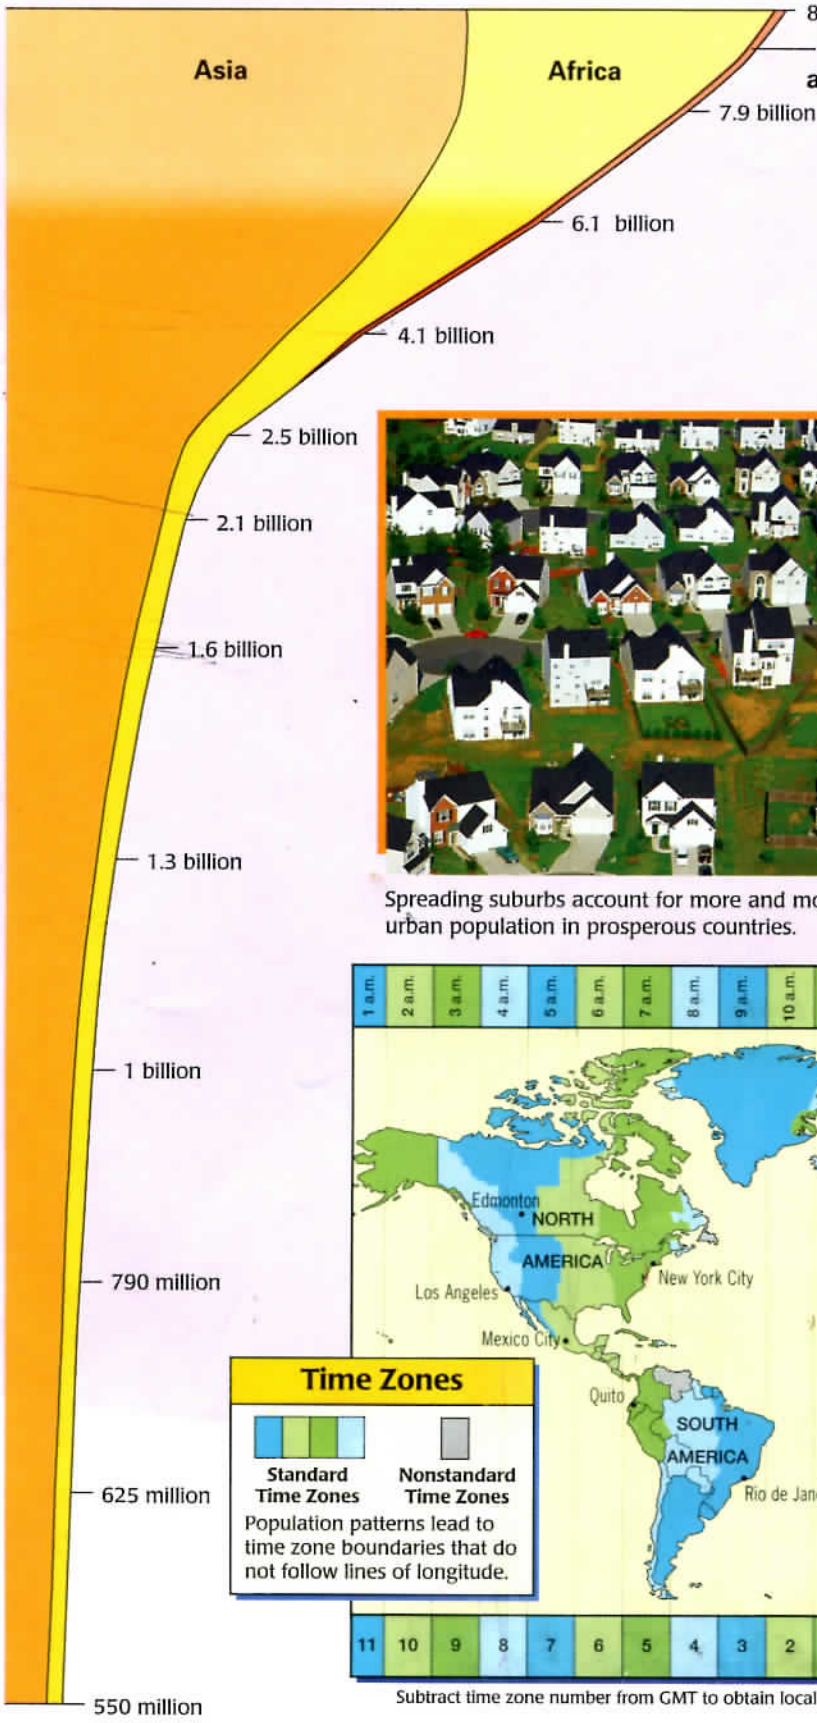 8
Asia
Africa
a
7.9 billion
6.1 billion
4.1 billion
2.5 billion
2.1 billion
1.6 billion
1.3 billion
1 billion
790 million
625 million
550 million
Spreading suburbs account for more and mo
urban population in prosperous countries.
1 a.m.
2 a.m.
3 a.m.
4 a.m.
5 a.m.
6 a.m.
7 a.m.
8 a.m.
9 a.m.
10 a.m.
Edmonton
NORTH
AMERICA
Los Angeles
New York City
Mexico City
Quito
SOUTH
AMERICA
Rio de Jan
Time Zones
Standard
Time Zones
Nonstandard
Time Zones
Population patterns lead to
time zone boundaries that do
not follow lines of longitude.
11 10 9 8 7 6 5 4 3 2
Subtract time zone number from GMT to obtain local